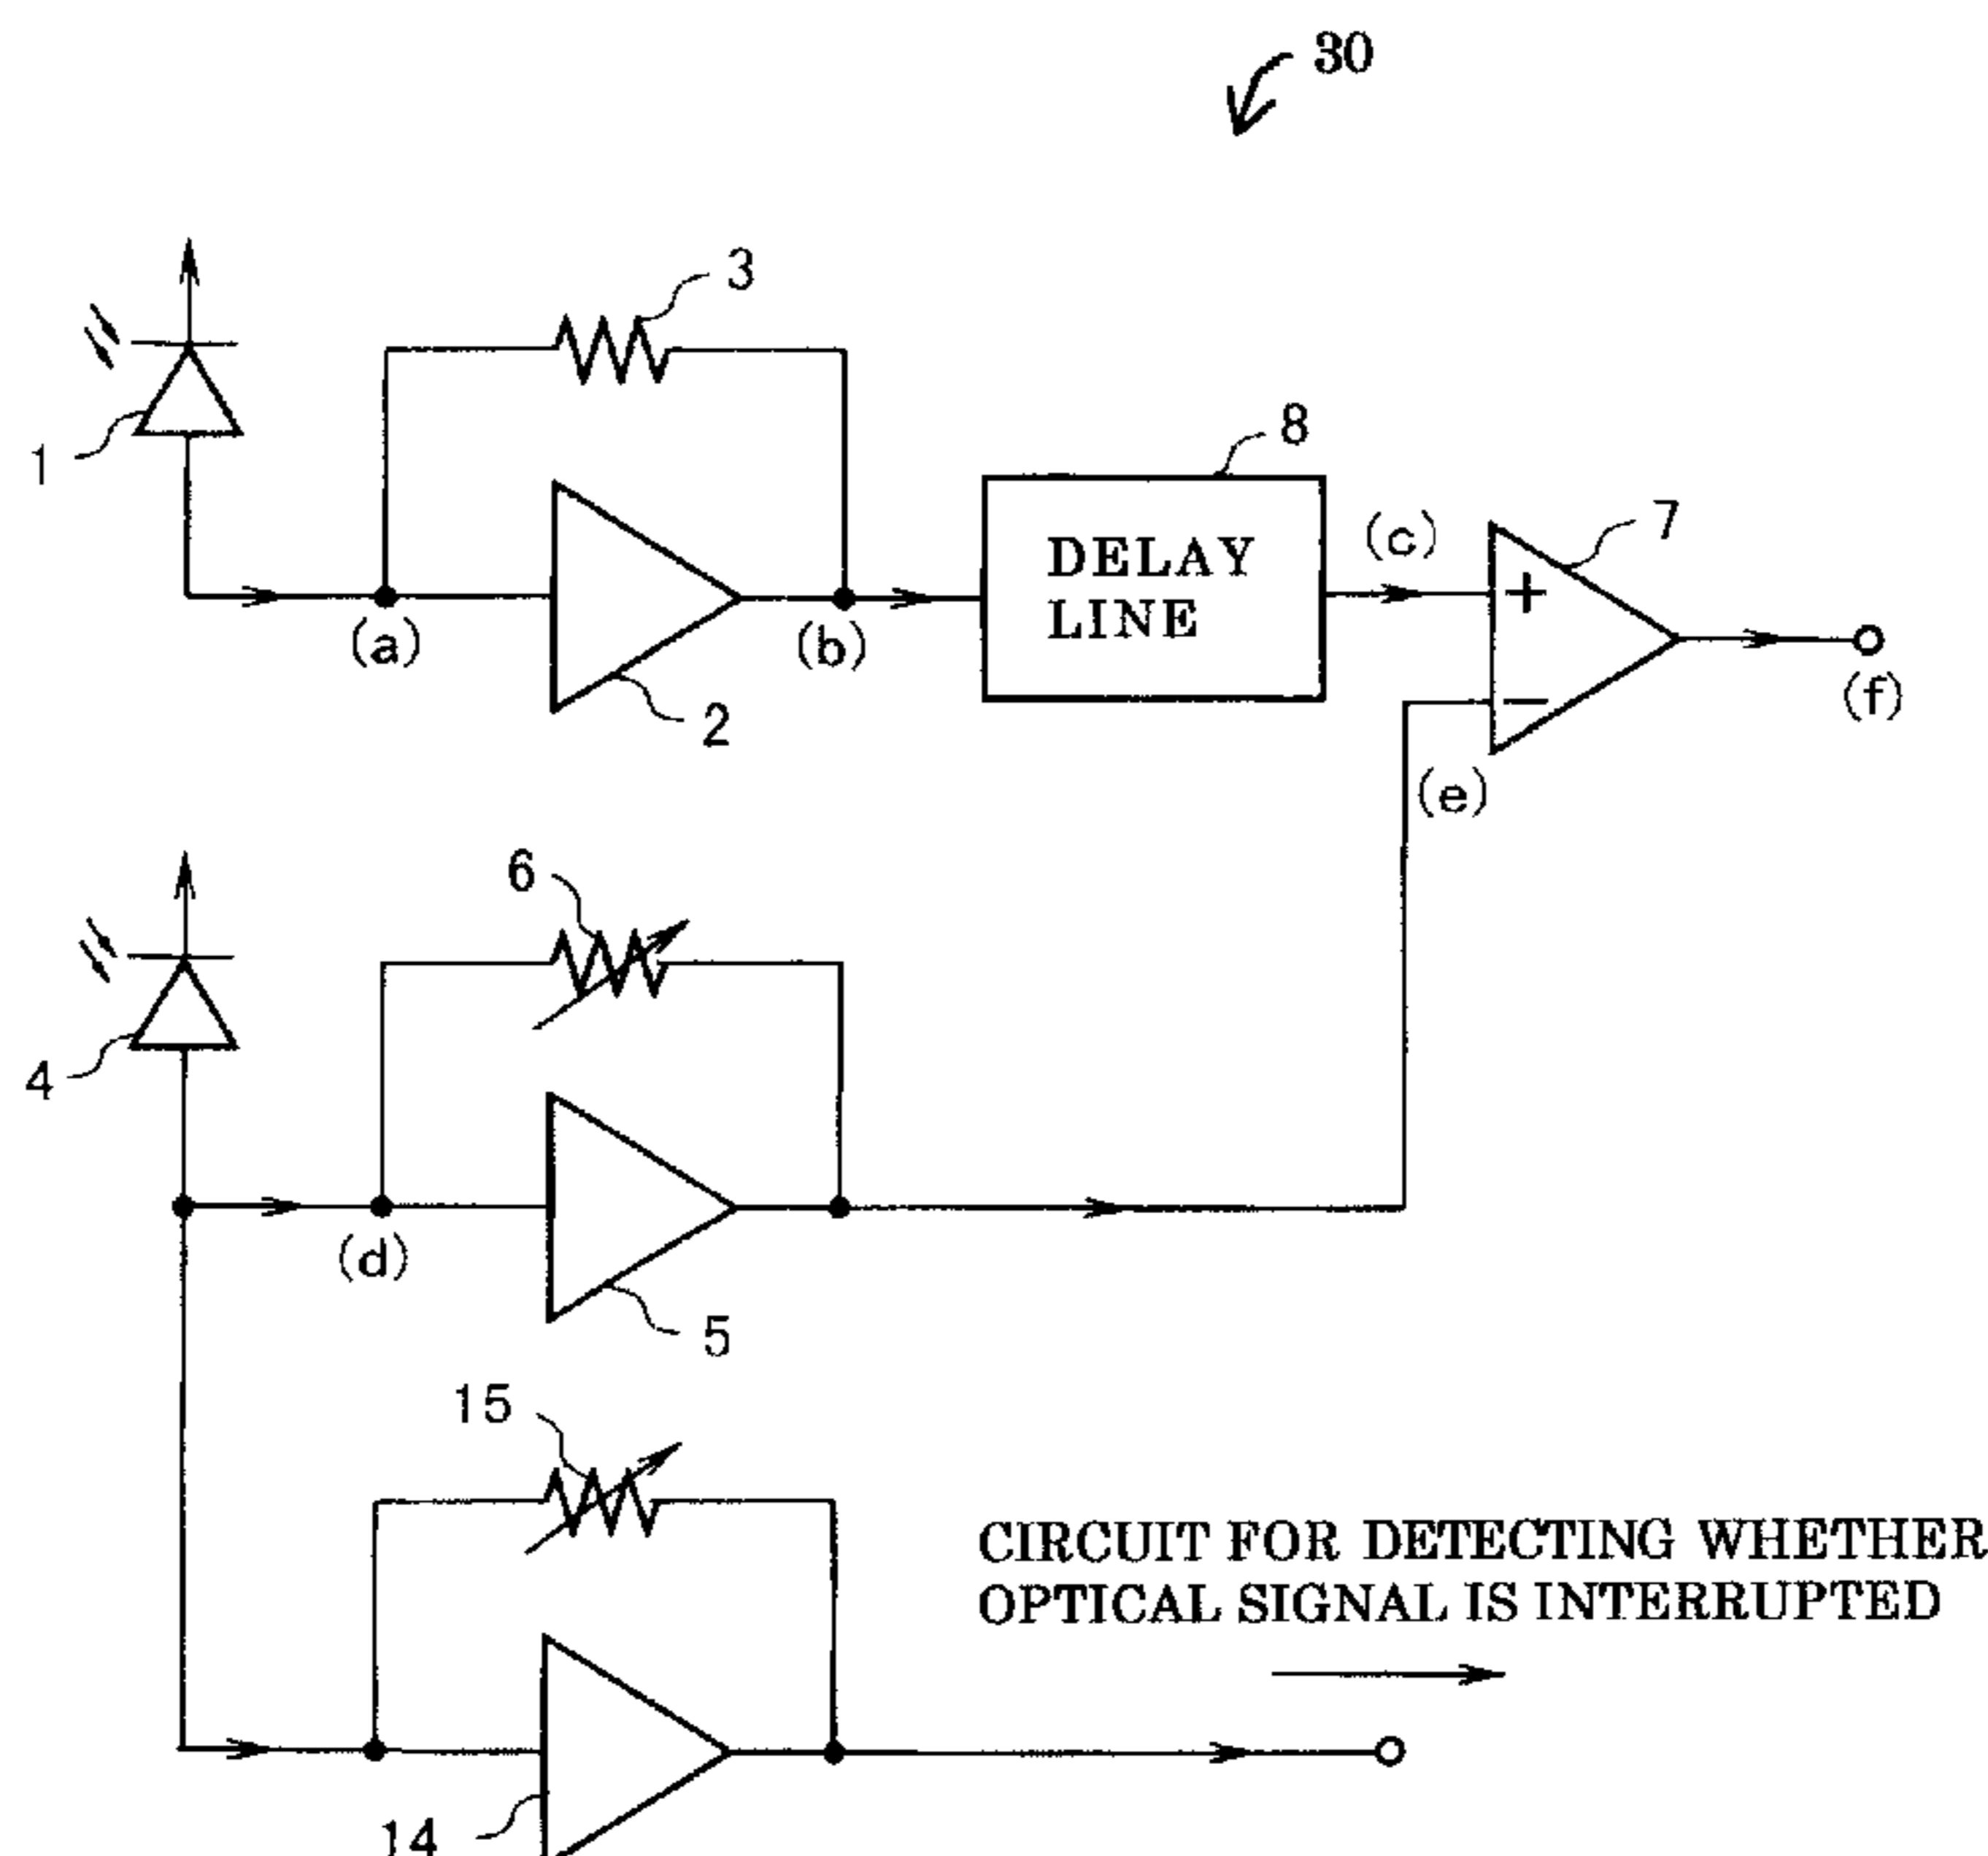 30
3
1
8
DELAY
LINE
(c)
7
+
(a)
(b)
2
−
(f)
(e)
6
4
(d)
5
15
CIRCUIT FOR DETECTING WHETHER
OPTICAL SIGNAL IS INTERRUPTED
14